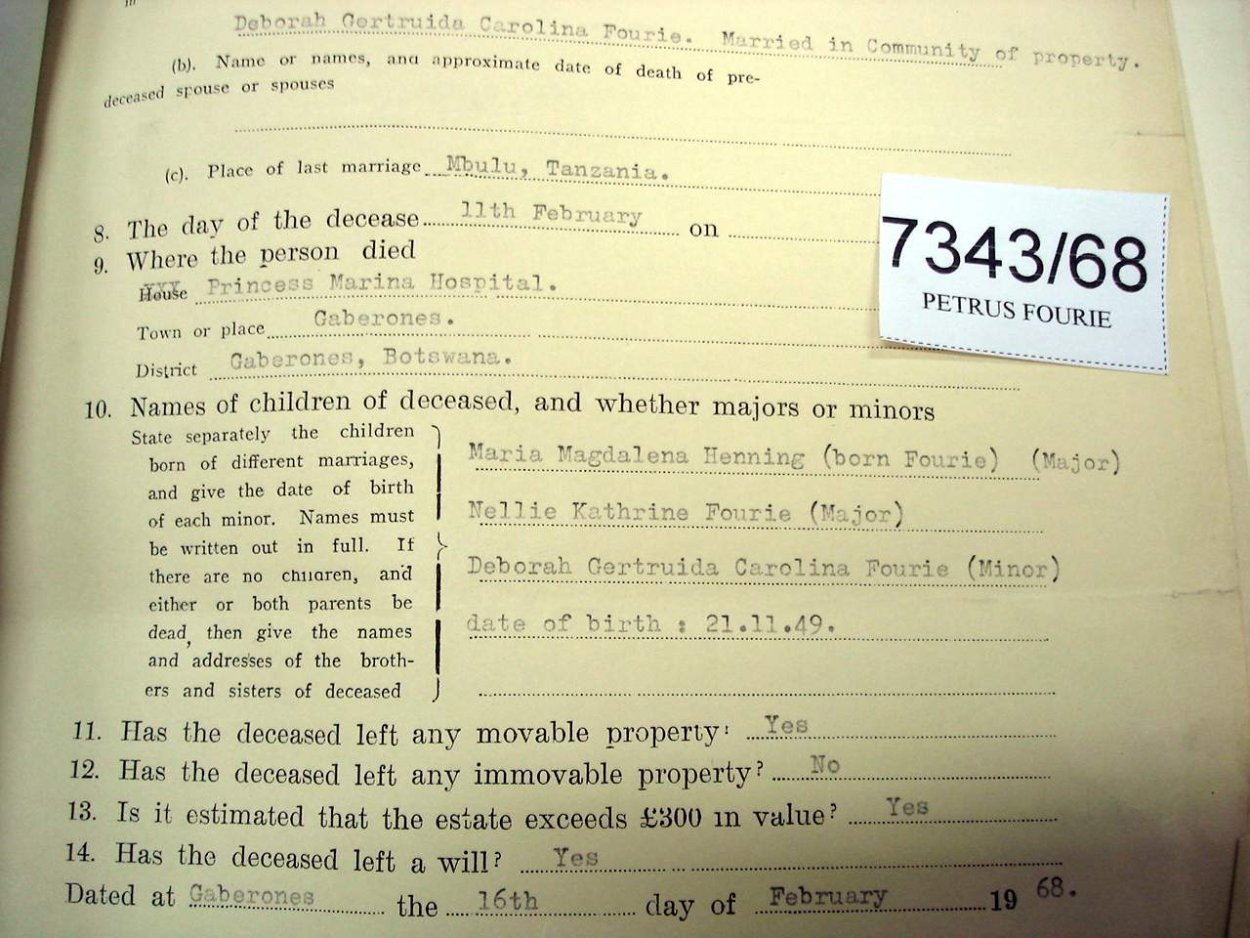 Deborah Gertruida Carolina Fourie. Married in Community of property.
(b). Name or names, and approximate date of death of pre-
deceased spouse or spouses
(c). Place of last marriage Mbulu, Tanzania.
8. The day of the decease 11th February on
9. Where the person died
House Princess Marina Hospital.
Town or place Gaberones.
District Gaberones, Botswana.
7343/68
PETRUS FOURIE
10. Names of children of deceased, and whether majors or minors
State separately the children
born of different marriages,
and give the date of birth
of each minor. Names must
be written out in full. If
there are no children, and
either or both parents be
dead, then give the names
and addresses of the broth-
ers and sisters of deceased
Maria Magdalena Henning (born Fourie) (Major)
Nellie Kathrine Fourie (Major)
Deborah Gertruida Carolina Fourie (Minor)
date of birth : 21.11.49.
11. Has the deceased left any movable property? Yes
12. Has the deceased left any immovable property? No
13. Is it estimated that the estate exceeds £300 in value? Yes
14. Has the deceased left a will? Yes
Dated at Gaberones the 16th day of February 19 68.